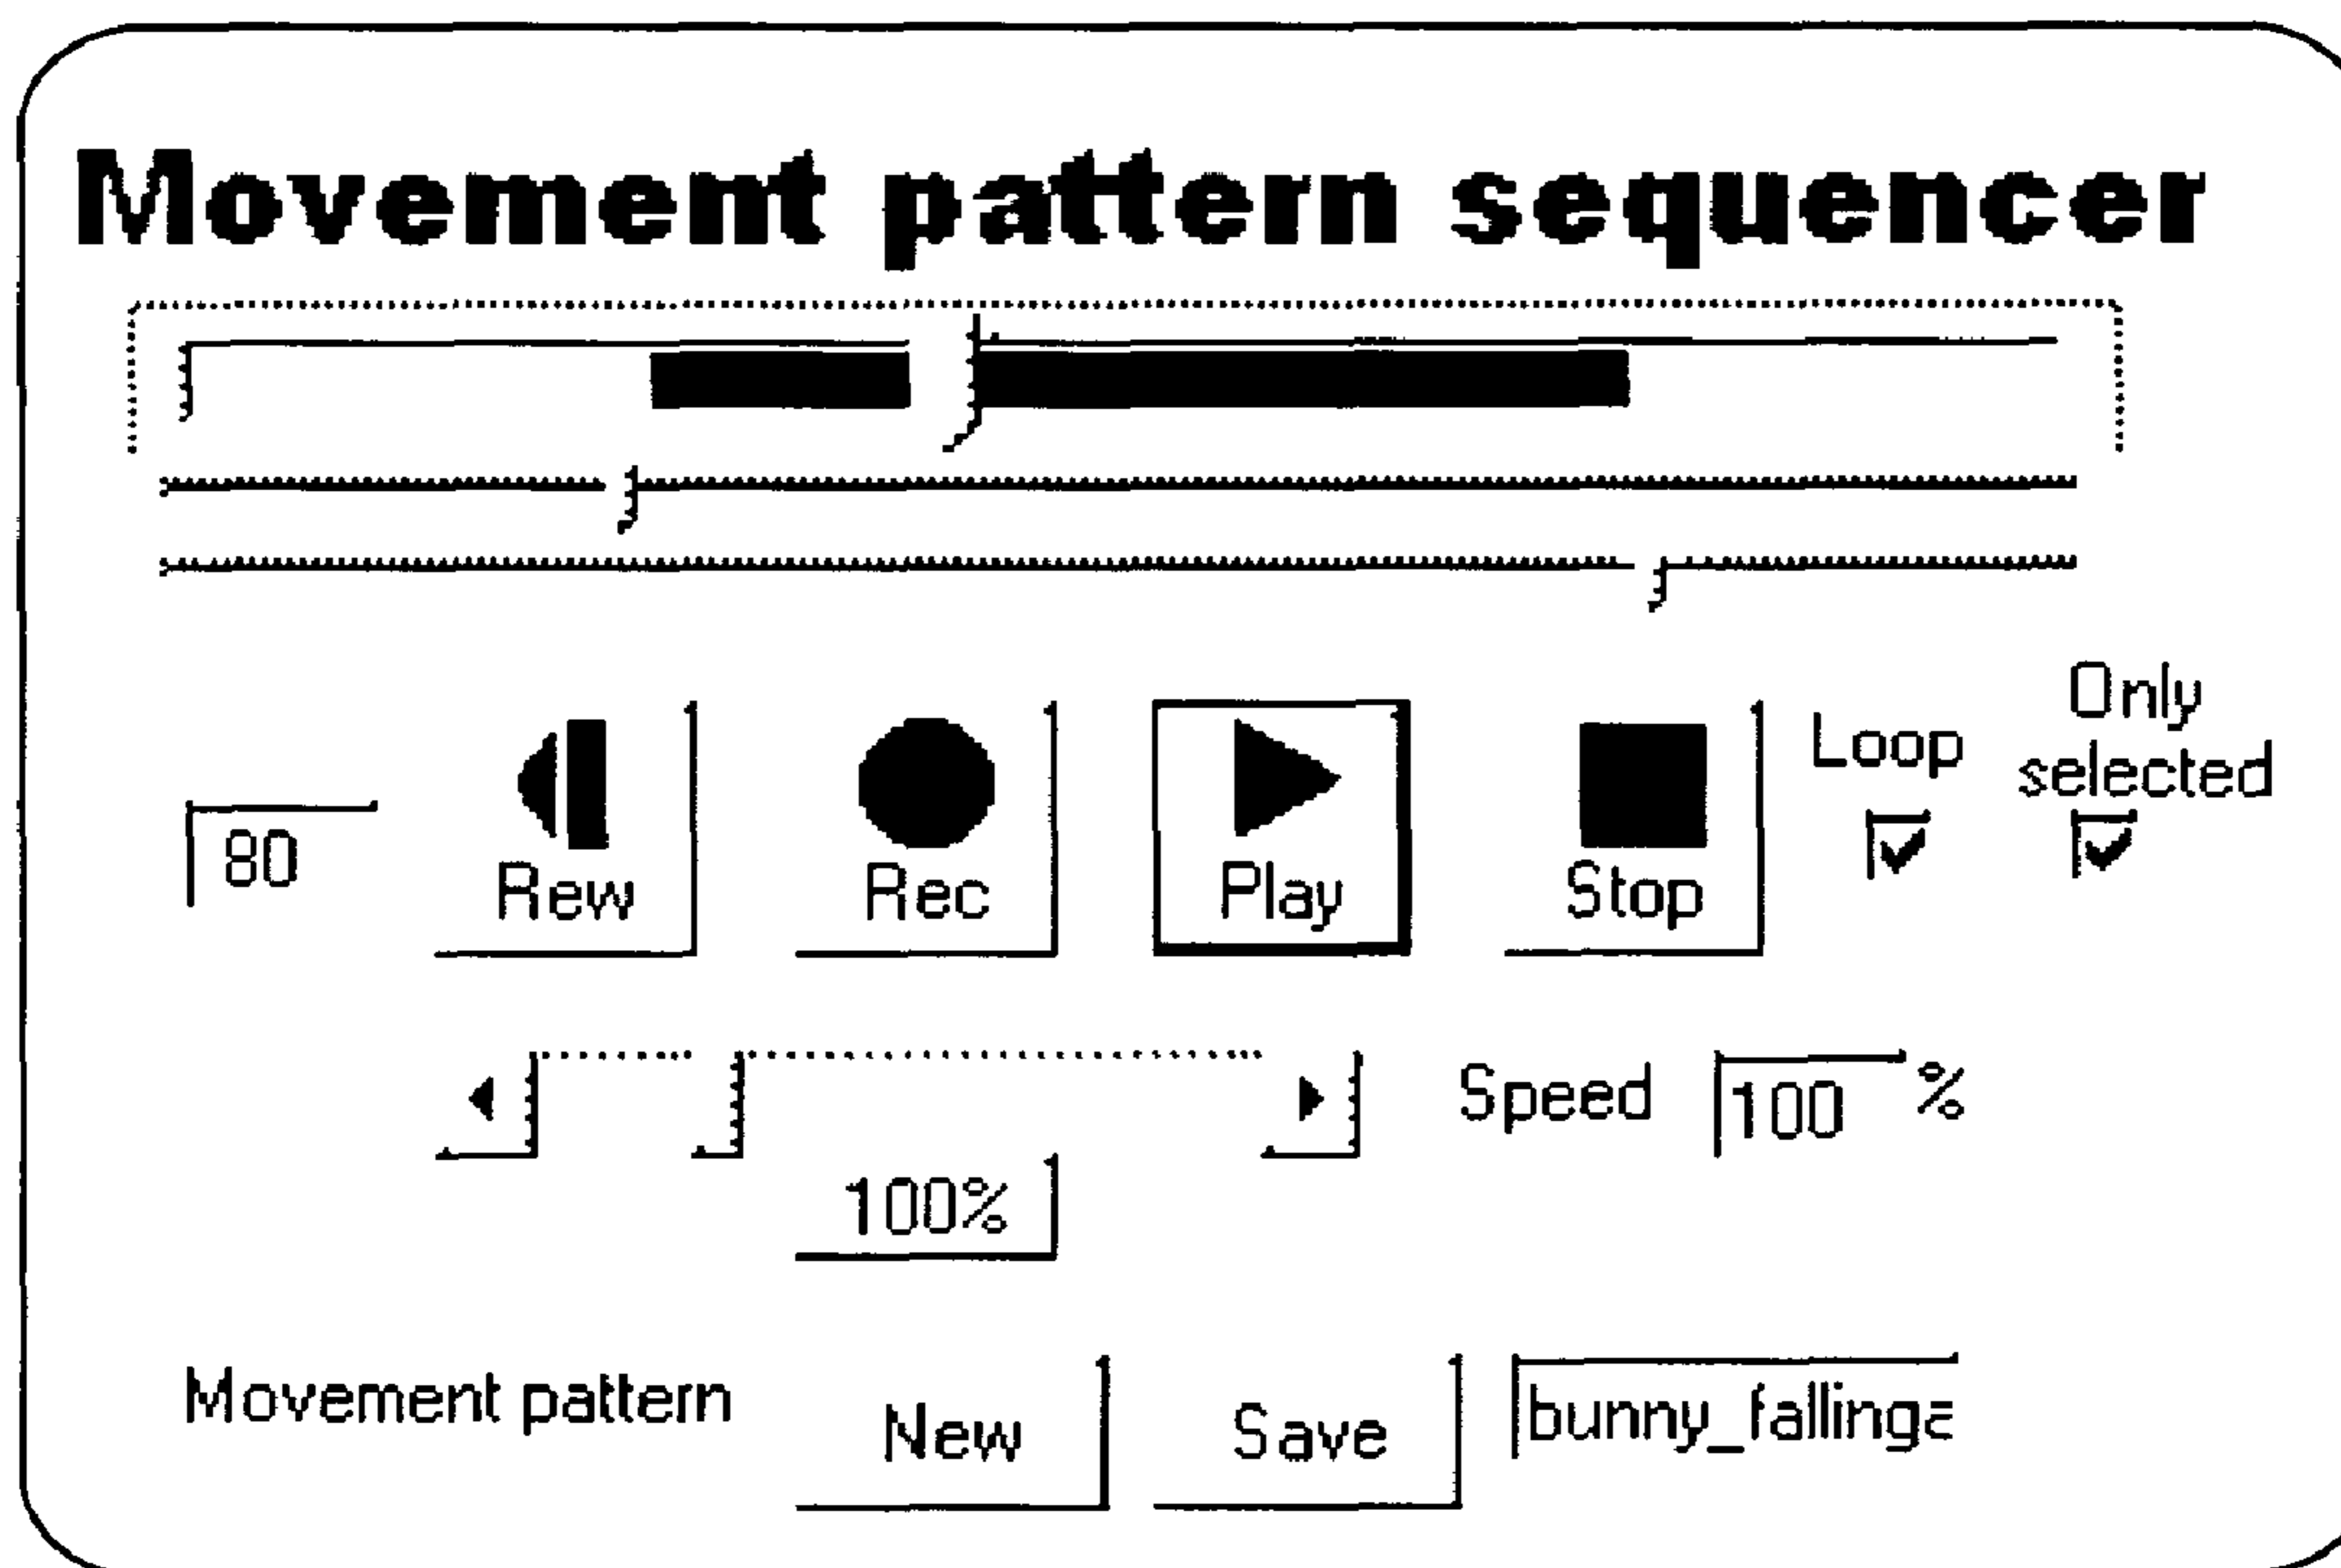 Movement pattern sequencer
Only
Loop selected
80 Rew Rec Play Stop
Speed 100 %
100%
Movement pattern New Save bunny_fallinga